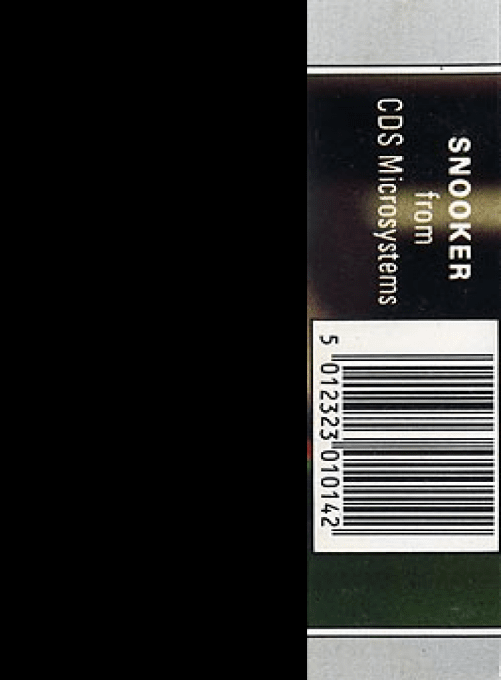 SNOOKER
from
CDS Microsystems
5 012323 010142